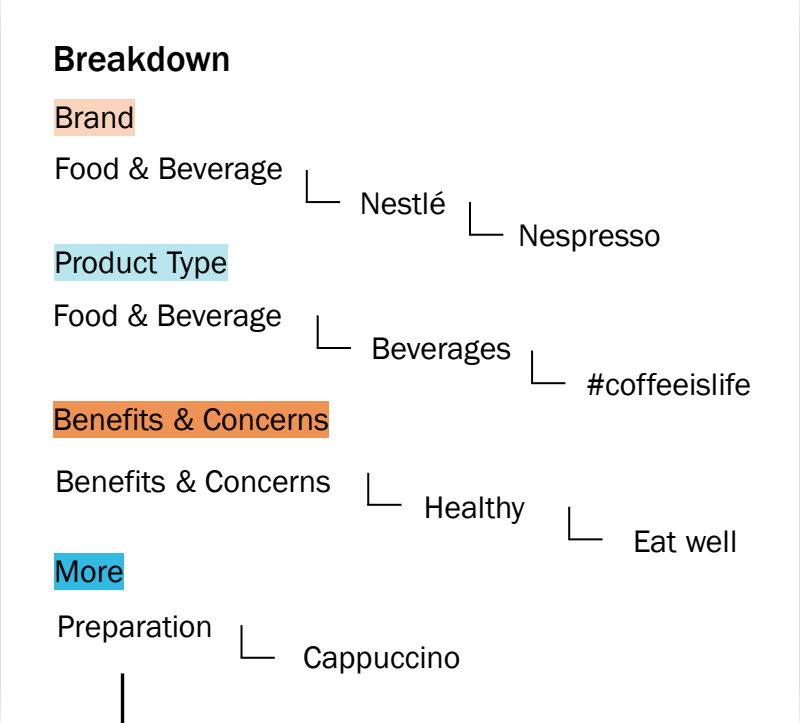 Breakdown
Brand
Food & Beverage
Nestlé
Nespresso
Product Type
Food & Beverage
Beverages
#coffeeislife
Benefits & Concerns
Benefits & Concerns
Healthy
Eat well
More
Preparation
Cappuccino